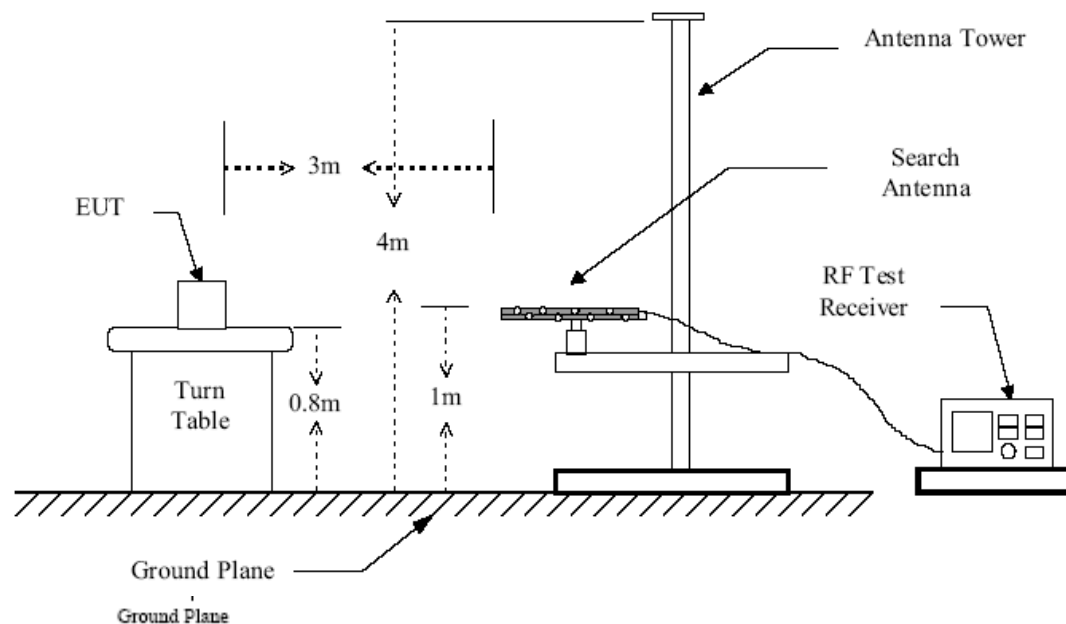 Antenna Tower
3m
Search
Antenna
EUT
4m
RF Test
Receiver
Turn
Table
0.8m
1m
Ground Plane
Ground Plane